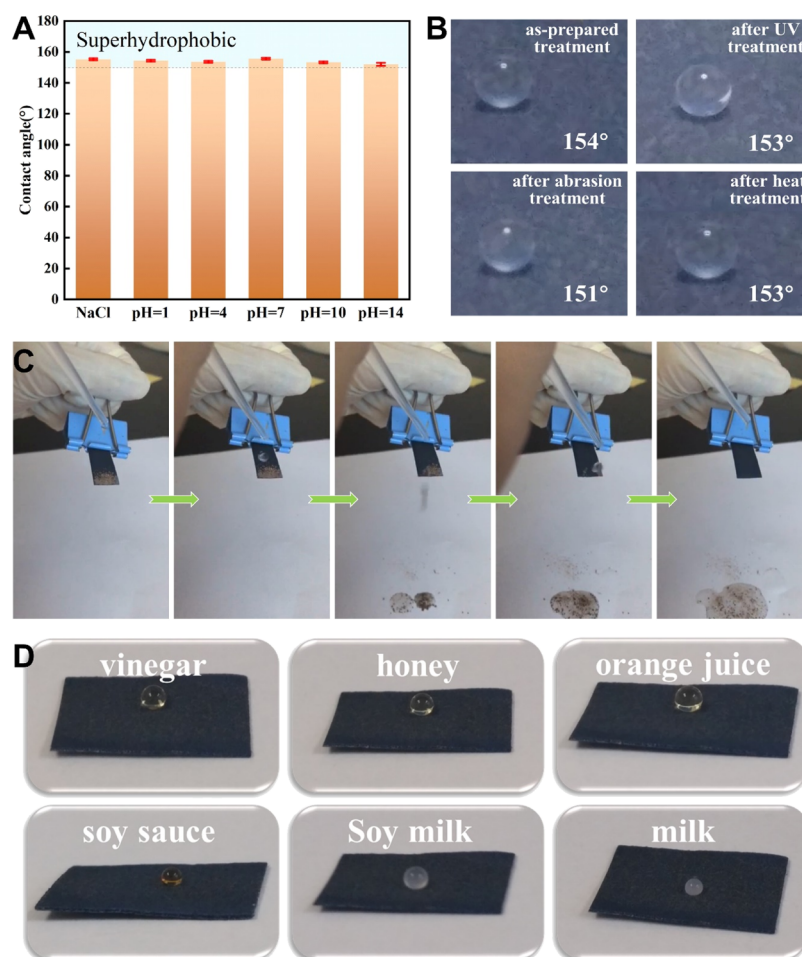 A
180
160
140
120
100
80
60
40
20
0
Contact angle(°)
Superhydrophobic
NaCl pH=1 pH=4 pH=7 pH=10 pH=14
B
as-prepared
treatment
154°
after UV
treatment
153°
after abrasion
treatment
151°
after heat
treatment
153°
C
D
vinegar
honey
orange juice
soy sauce
Soy milk
milk